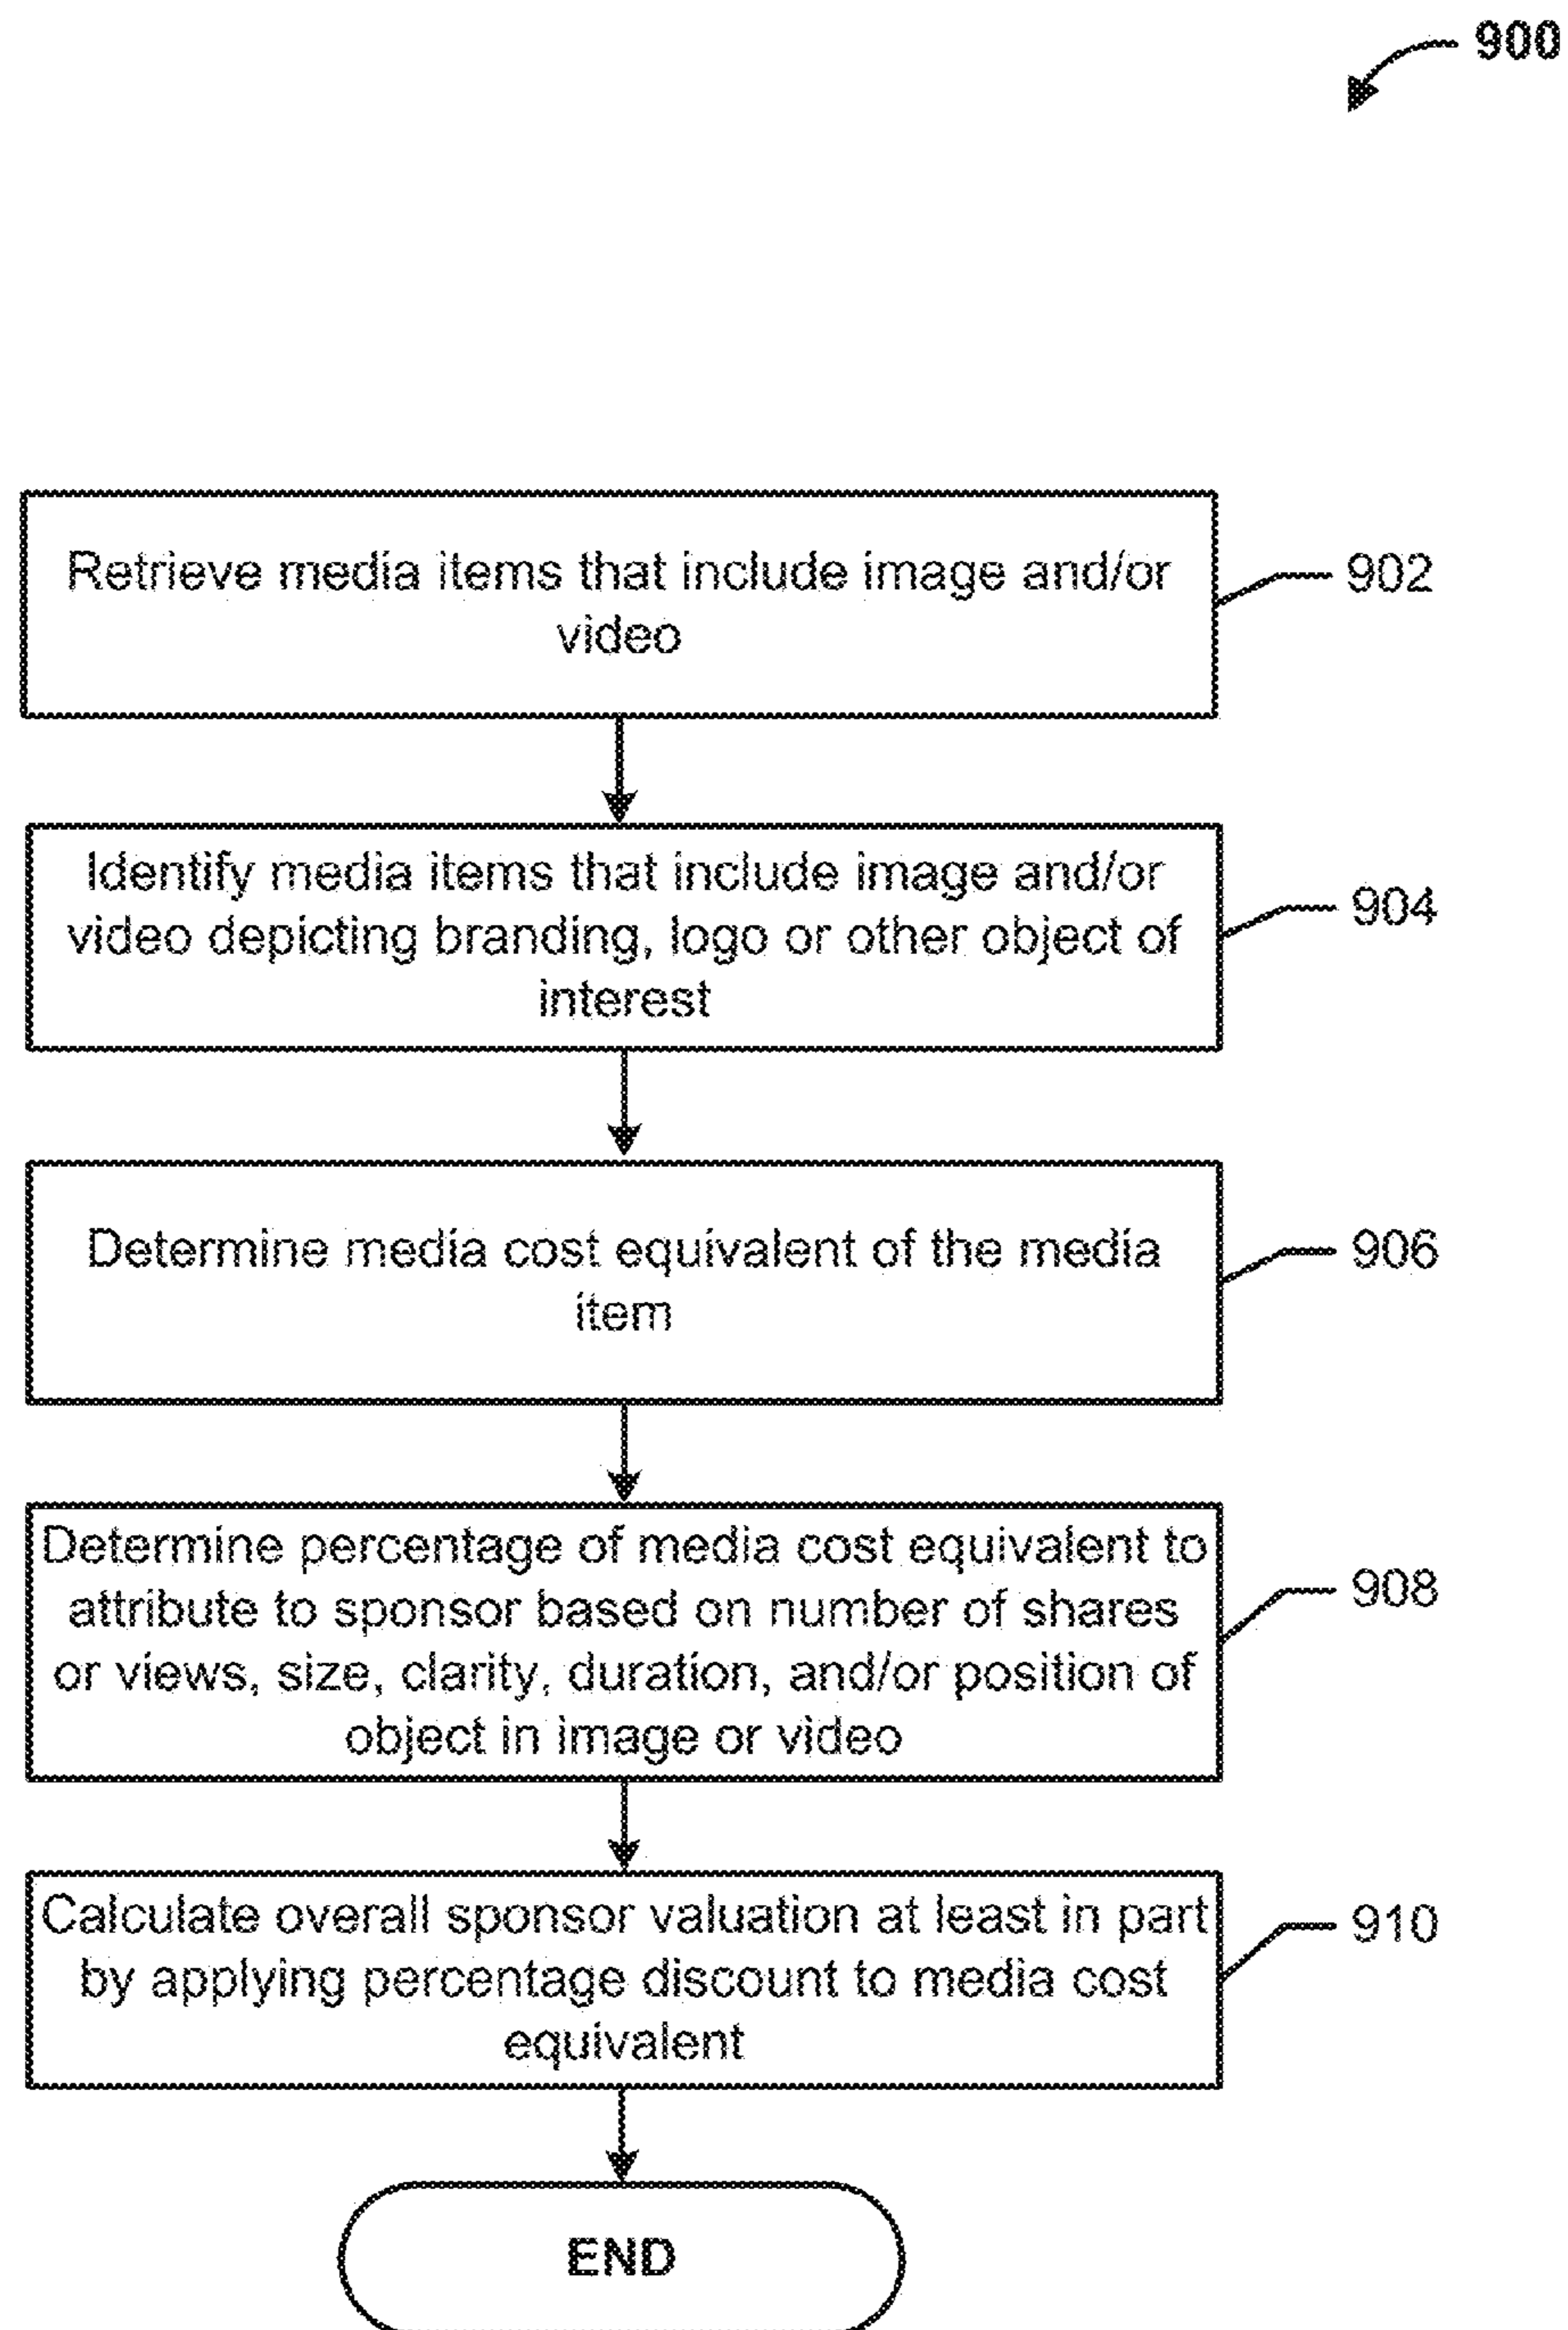 900
Retrieve media items that include image and/or
video
902
Identify media items that include image and/or
video depicting branding, logo or other object of
interest
904
Determine media cost equivalent of the media
item
906
Determine percentage of media cost equivalent to
attribute to sponsor based on number of shares
or views, size, clarity, duration, and/or position of
object in image or video
908
Calculate overall sponsor valuation at least in part
by applying percentage discount to media cost
equivalent
910
END